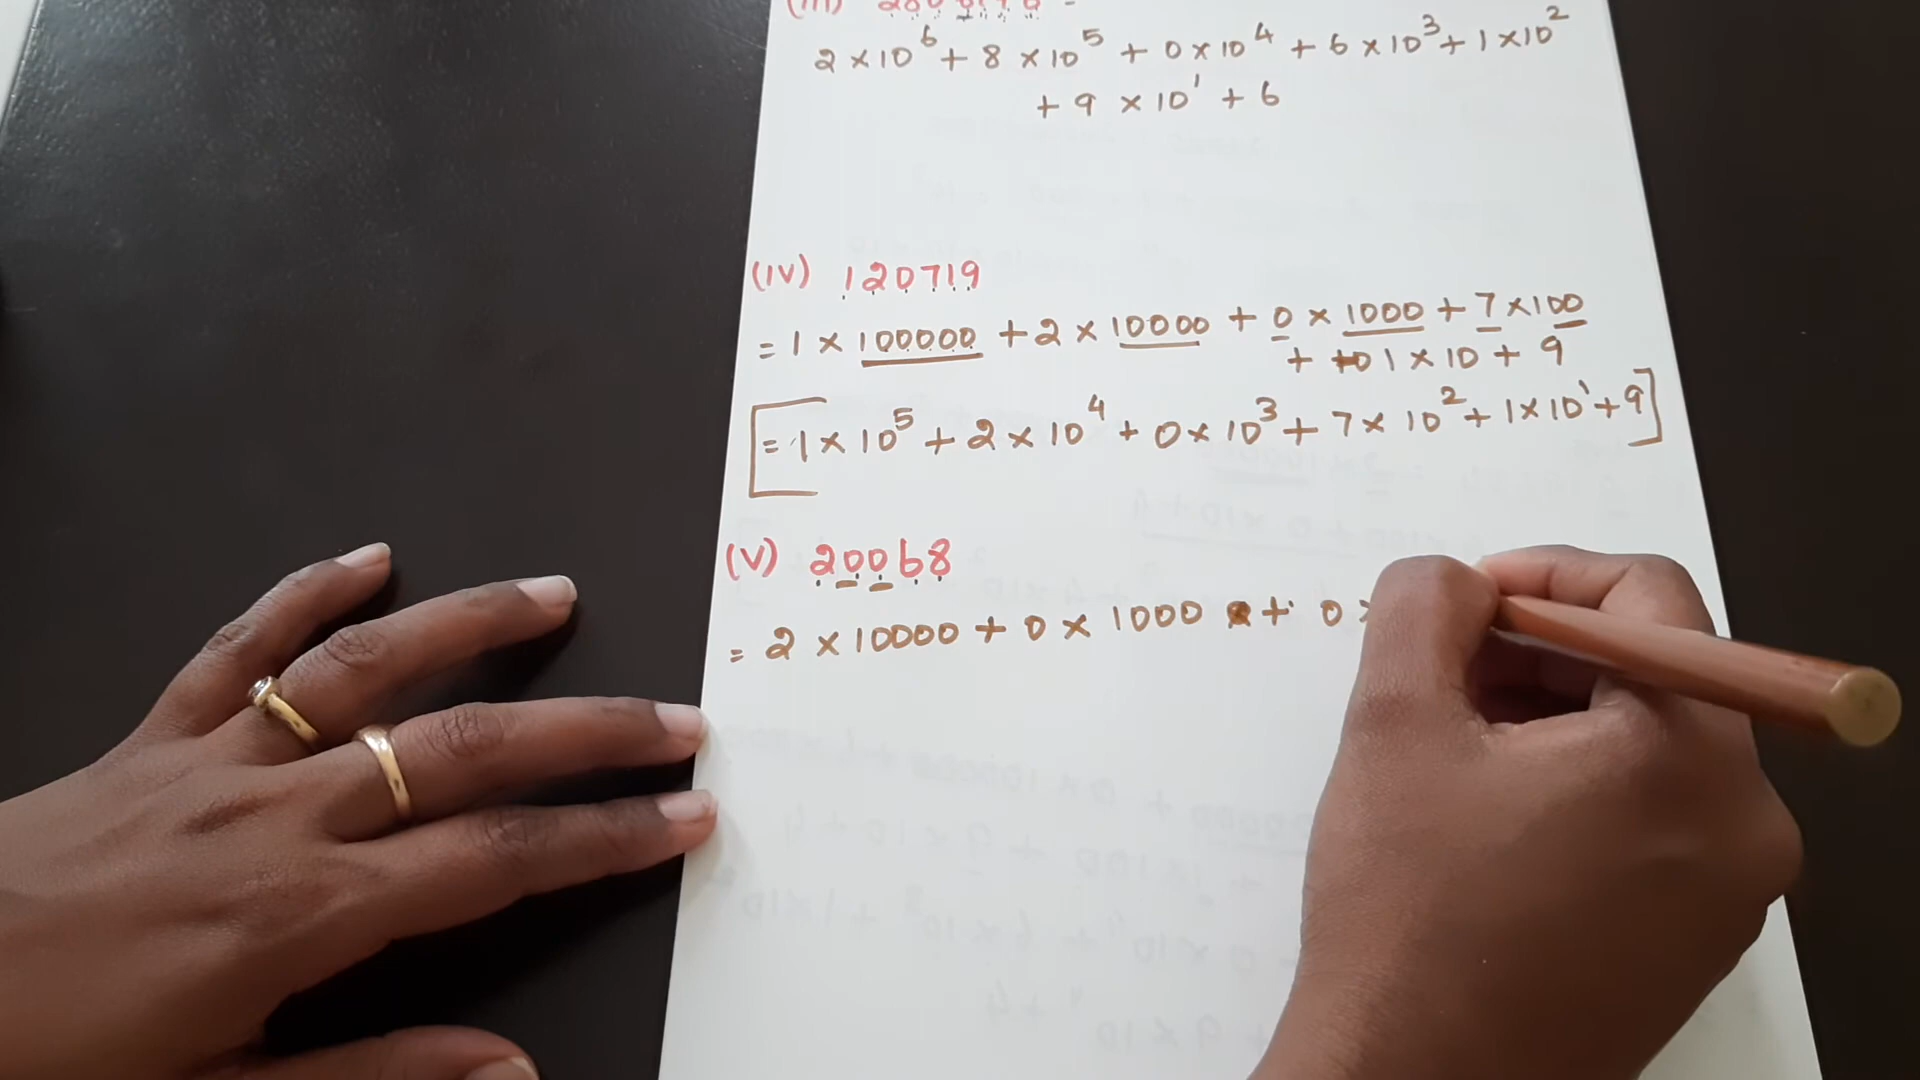 (III) 2806196 =
2 × 10⁶ + 8 × 10⁵ + 0 × 10⁴ + 6 × 10³ + 1 × 10²
+ 9 × 10¹ + 6
(IV) 120719
= 1 × 100000 + 2 × 10000 + 0 × 1000 + 7 × 100
+ 1 × 10 + 9
[= 1 × 10⁵ + 2 × 10⁴ + 0 × 10³ + 7 × 10² + 1 × 10¹ + 9]
(V) 20068
= 2 × 10000 + 0 × 1000 + 0 ×